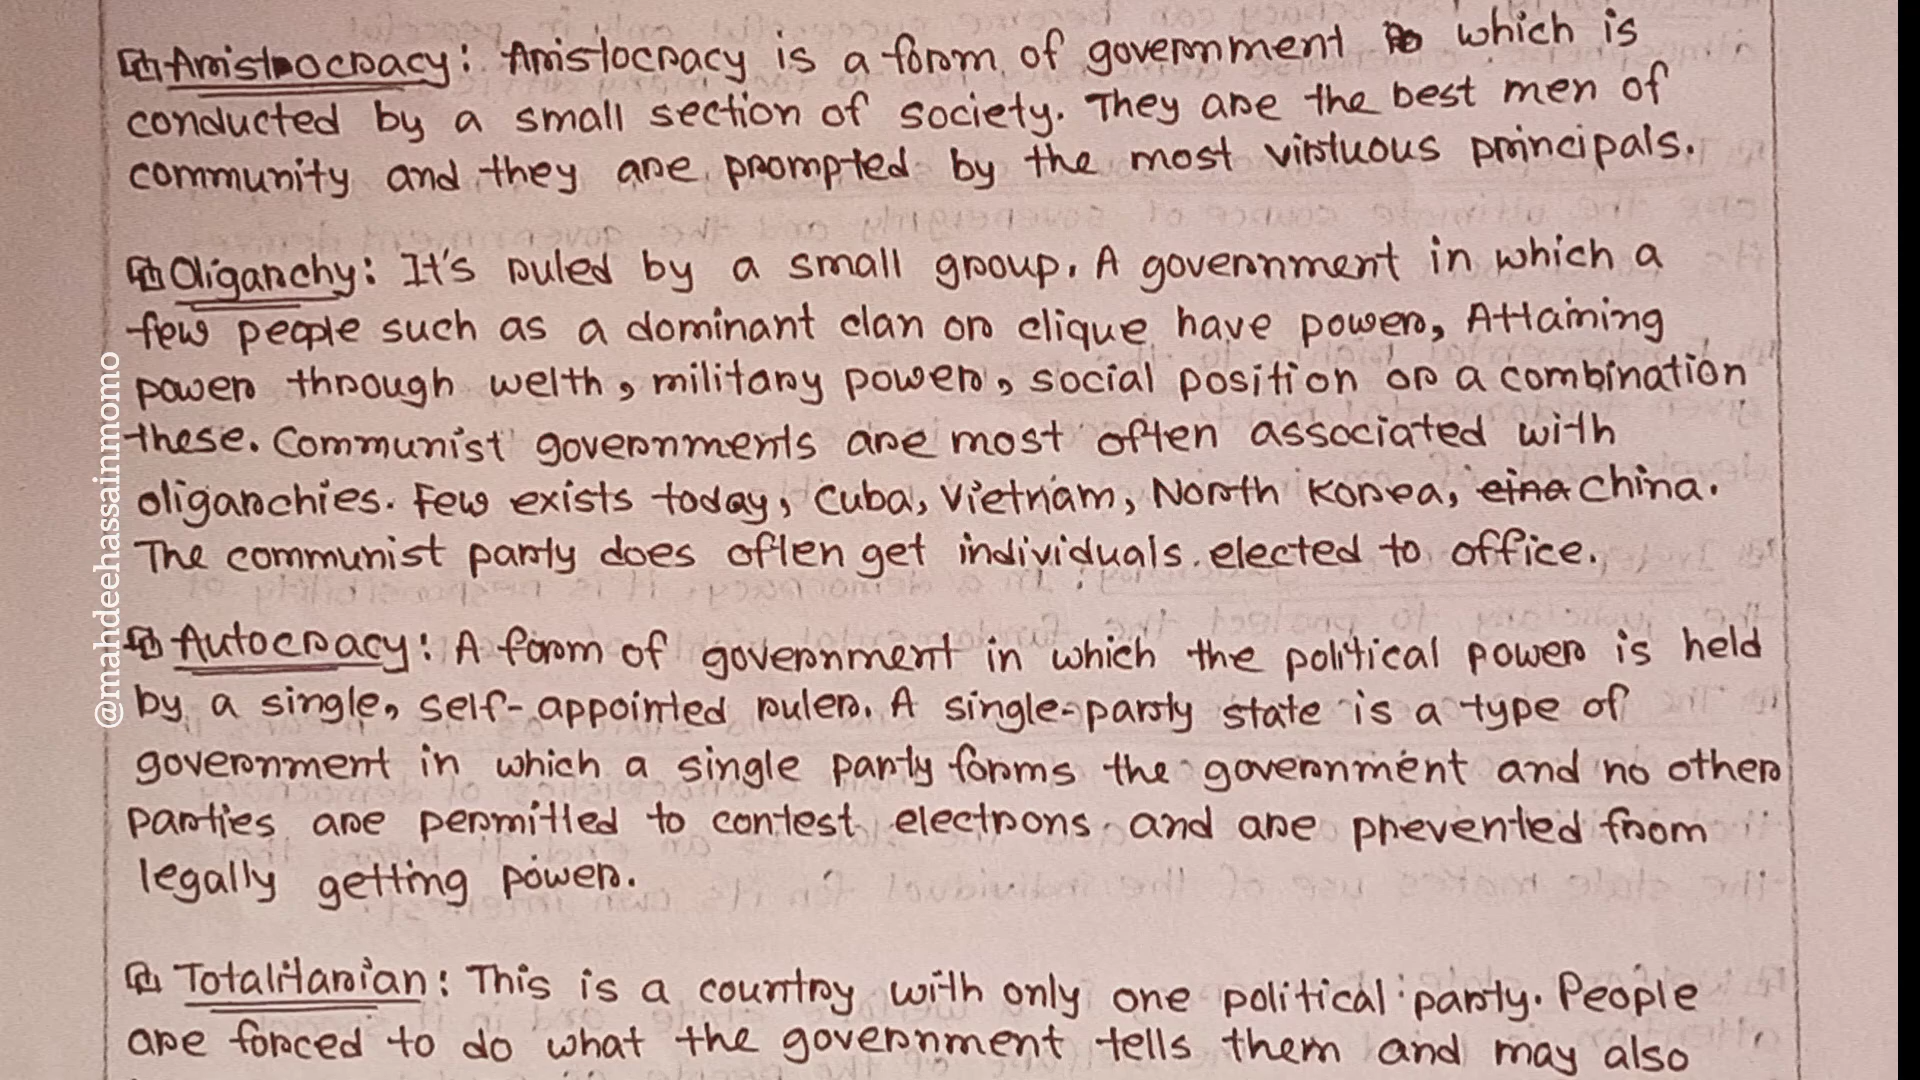 Aristocracy: Aristocracy is a form of government which is
conducted by a small section of society. They are the best men of
community and they are prompted by the most virtuous principals.
Oligarchy: It's ruled by a small group. A government in which a
few people such as a dominant clan or clique have power, Attaining
power through welth, military power, social position or a combination
these. Communist governments are most often associated with
oligarchies. Few exists today, Cuba, Vietnam, North Korea, china.
The communist party does often get individuals elected to office.
Autocracy: A form of government in which the political power is held
by a single, self-appointed ruler. A single-party state is a type of
government in which a single party forms the government and no other
parties are permitted to contest electrons and are prevented from
legally getting power.
Totalitarian: This is a country with only one political party. People
are forced to do what the government tells them and may also
@mahdeehassainmomo